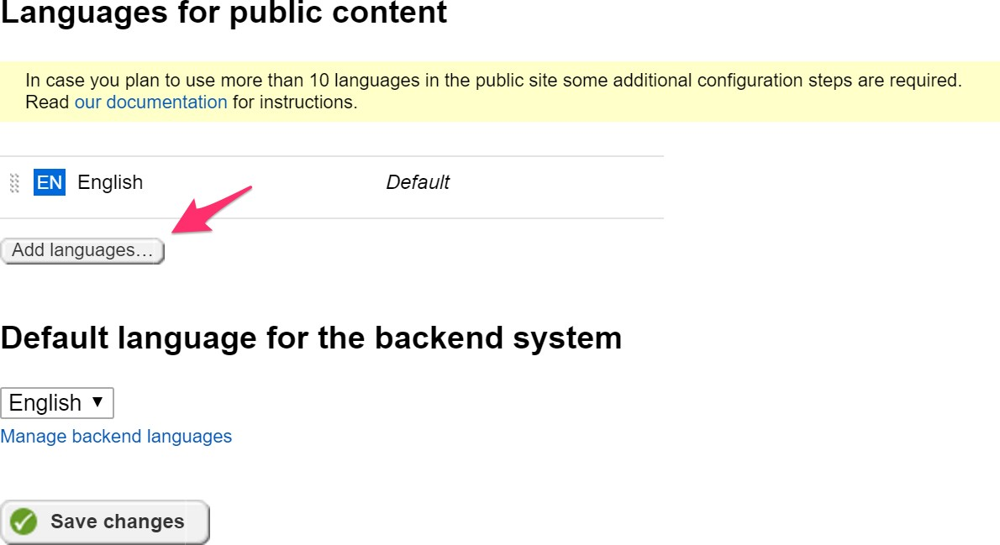 Languages for public content
In case you plan to use more than 10 languages in the public site some additional configuration steps are required.
Read our documentation for instructions.
EN English Default
Add languages…
Default language for the backend system
English ▼
Manage backend languages
Save changes